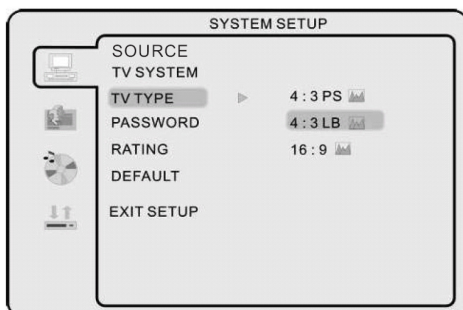 SYSTEM SETUP
SOURCE
TV SYSTEM
TV TYPE
4:3 PS
PASSWORD
4:3 LB
RATING
16:9
DEFAULT
EXIT SETUP